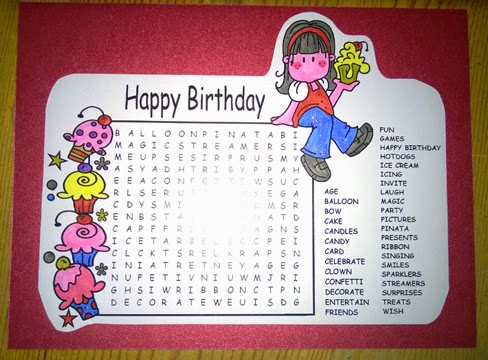 Happy Birthday
B A L L O O N P I N A T A B I
M A G I C S T R E A M E R S I
M E U P S E S I R P R U S M Y
A S Y A D H T R I B Y P P A H
E E A C O N F E T T I W S U C
R L S E R U E G A
C D Y S M I M S R
E N B S T A A T D
C A P F F R G N S
I C E T A R B E L E C C P E I
C L C K T S R E L K R A P S N
I N I A T R E T N E Y A G E G
N U F E T I V N I U W M J R I
G H S I W R I B B O N C T P N
D E C O R A T E W E U I S D G
AGE
BALLOON
BOW
CAKE
CANDLES
CANDY
CARD
CELEBRATE
CLOWN
CONFETTI
DECORATE
ENTERTAIN
FRIENDS
FUN
GAMES
HAPPY BIRTHDAY
HOTDOGS
ICE CREAM
ICING
INVITE
LAUGH
MAGIC
PARTY
PICTURES
PINATA
PRESENTS
RIBBON
SINGING
SMILES
SPARKLERS
STREAMERS
SURPRISES
TREATS
WISH